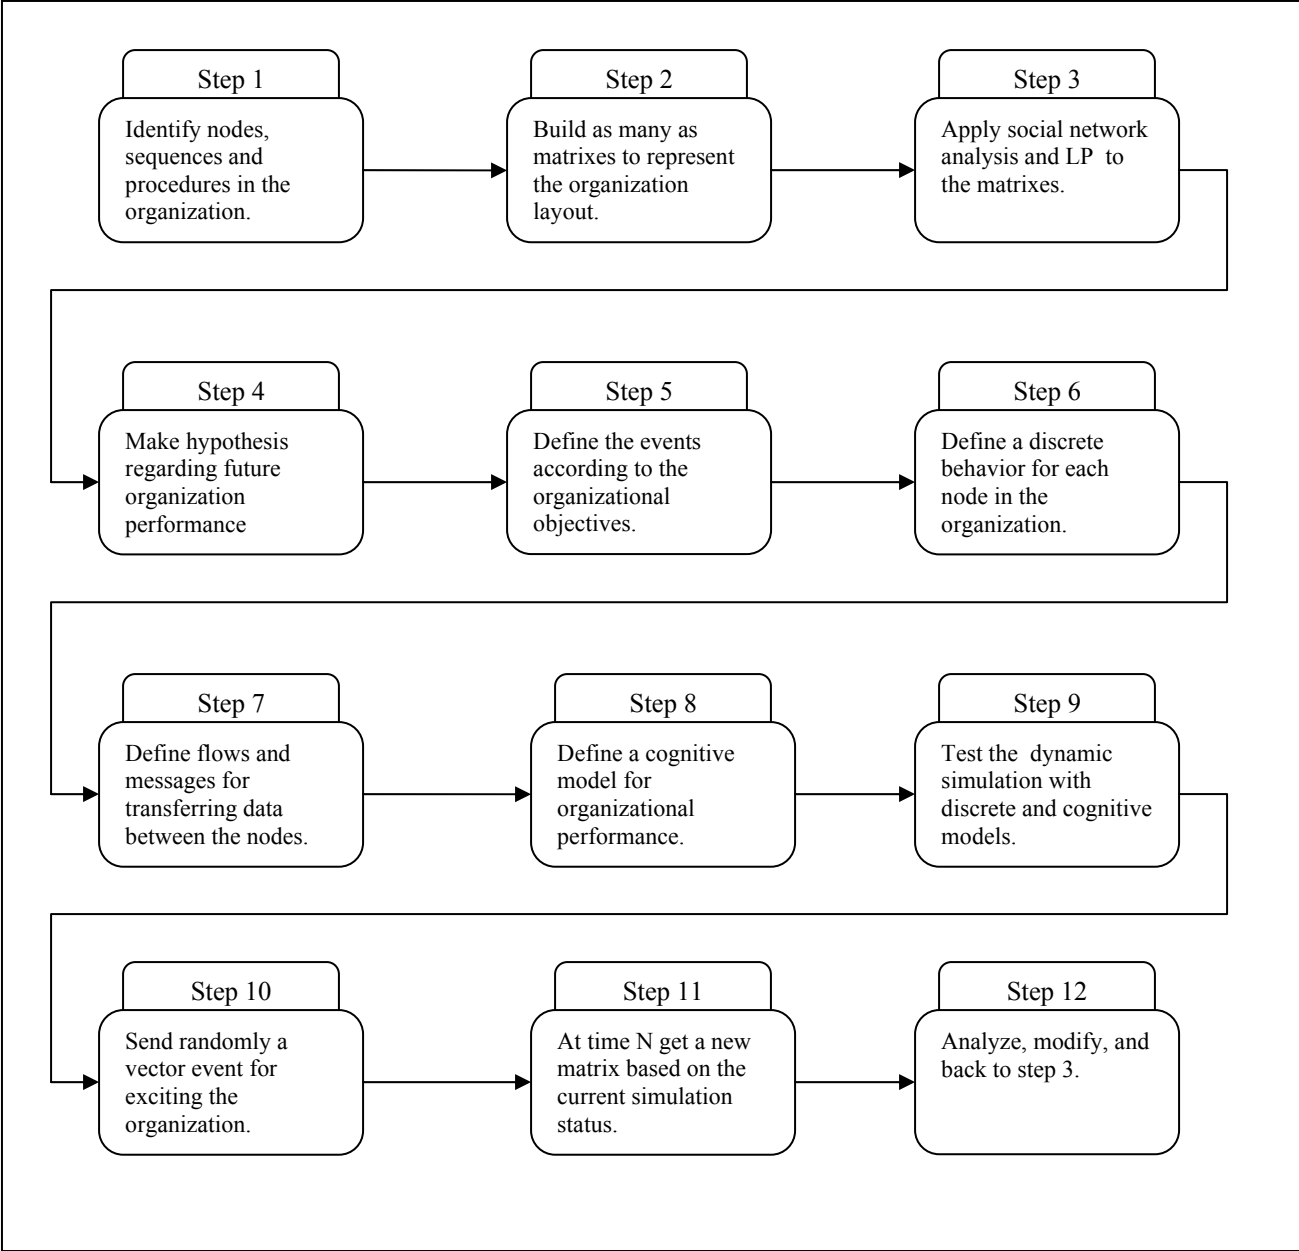 Step 1
Identify nodes,
sequences and
procedures in the
organization.
Step 2
Build as many as
matrixes to represent
the organization
layout.
Step 3
Apply social network
analysis and LP  to
the matrixes.
Step 4
Make hypothesis
regarding future
organization
performance
Step 5
Define the events
according to the
organizational
objectives.
Step 6
Define a discrete
behavior for each
node in the
organization.
Step 7
Define flows and
messages for
transferring data
between the nodes.
Step 8
Define a cognitive
model for
organizational
performance.
Step 9
Test the  dynamic
simulation with
discrete and cognitive
models.
Step 10
Send randomly a
vector event for
exciting the
organization.
Step 11
At time N get a new
matrix based on the
current simulation
status.
Step 12
Analyze, modify, and
back to step 3.